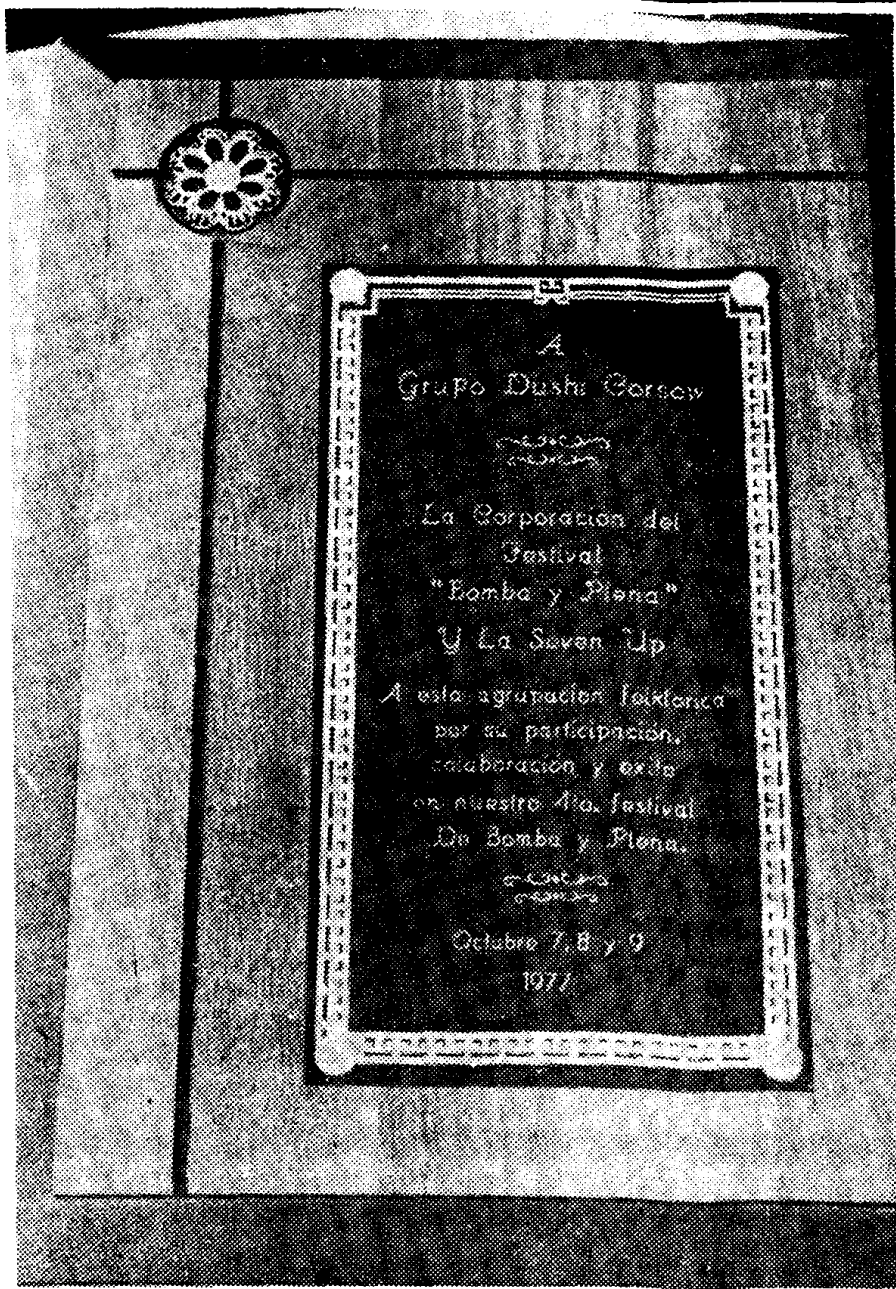 A
Grupo Dushi Corsow
La Corporación del
Festival
"Bomba y Plena"
Y La Seven Up
A esta agrupación folklorica
por su participación,
colaboración y exito
en nuestro 4to. festival
De Bomba y Plena.
Octubre 7, 8 y 9
1977